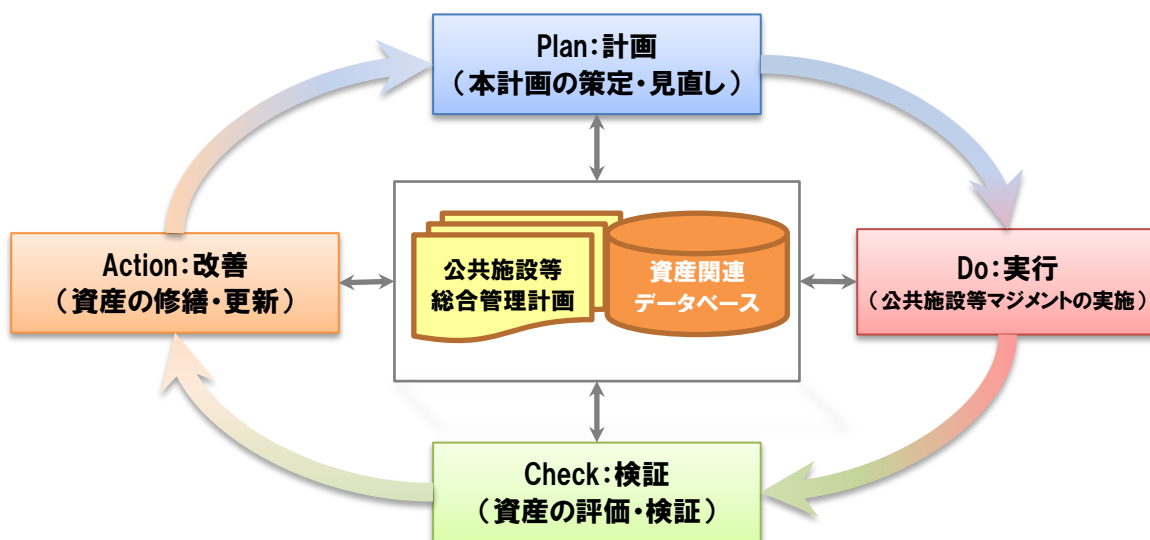 Plan:計画
(本計画の策定・見直し)
Action:改善
(資産の修繕・更新)
公共施設等
総合管理計画
資産関連
データベース
Do:実行
(公共施設等マジメントの実施)
Check:検証
(資産の評価・検証)